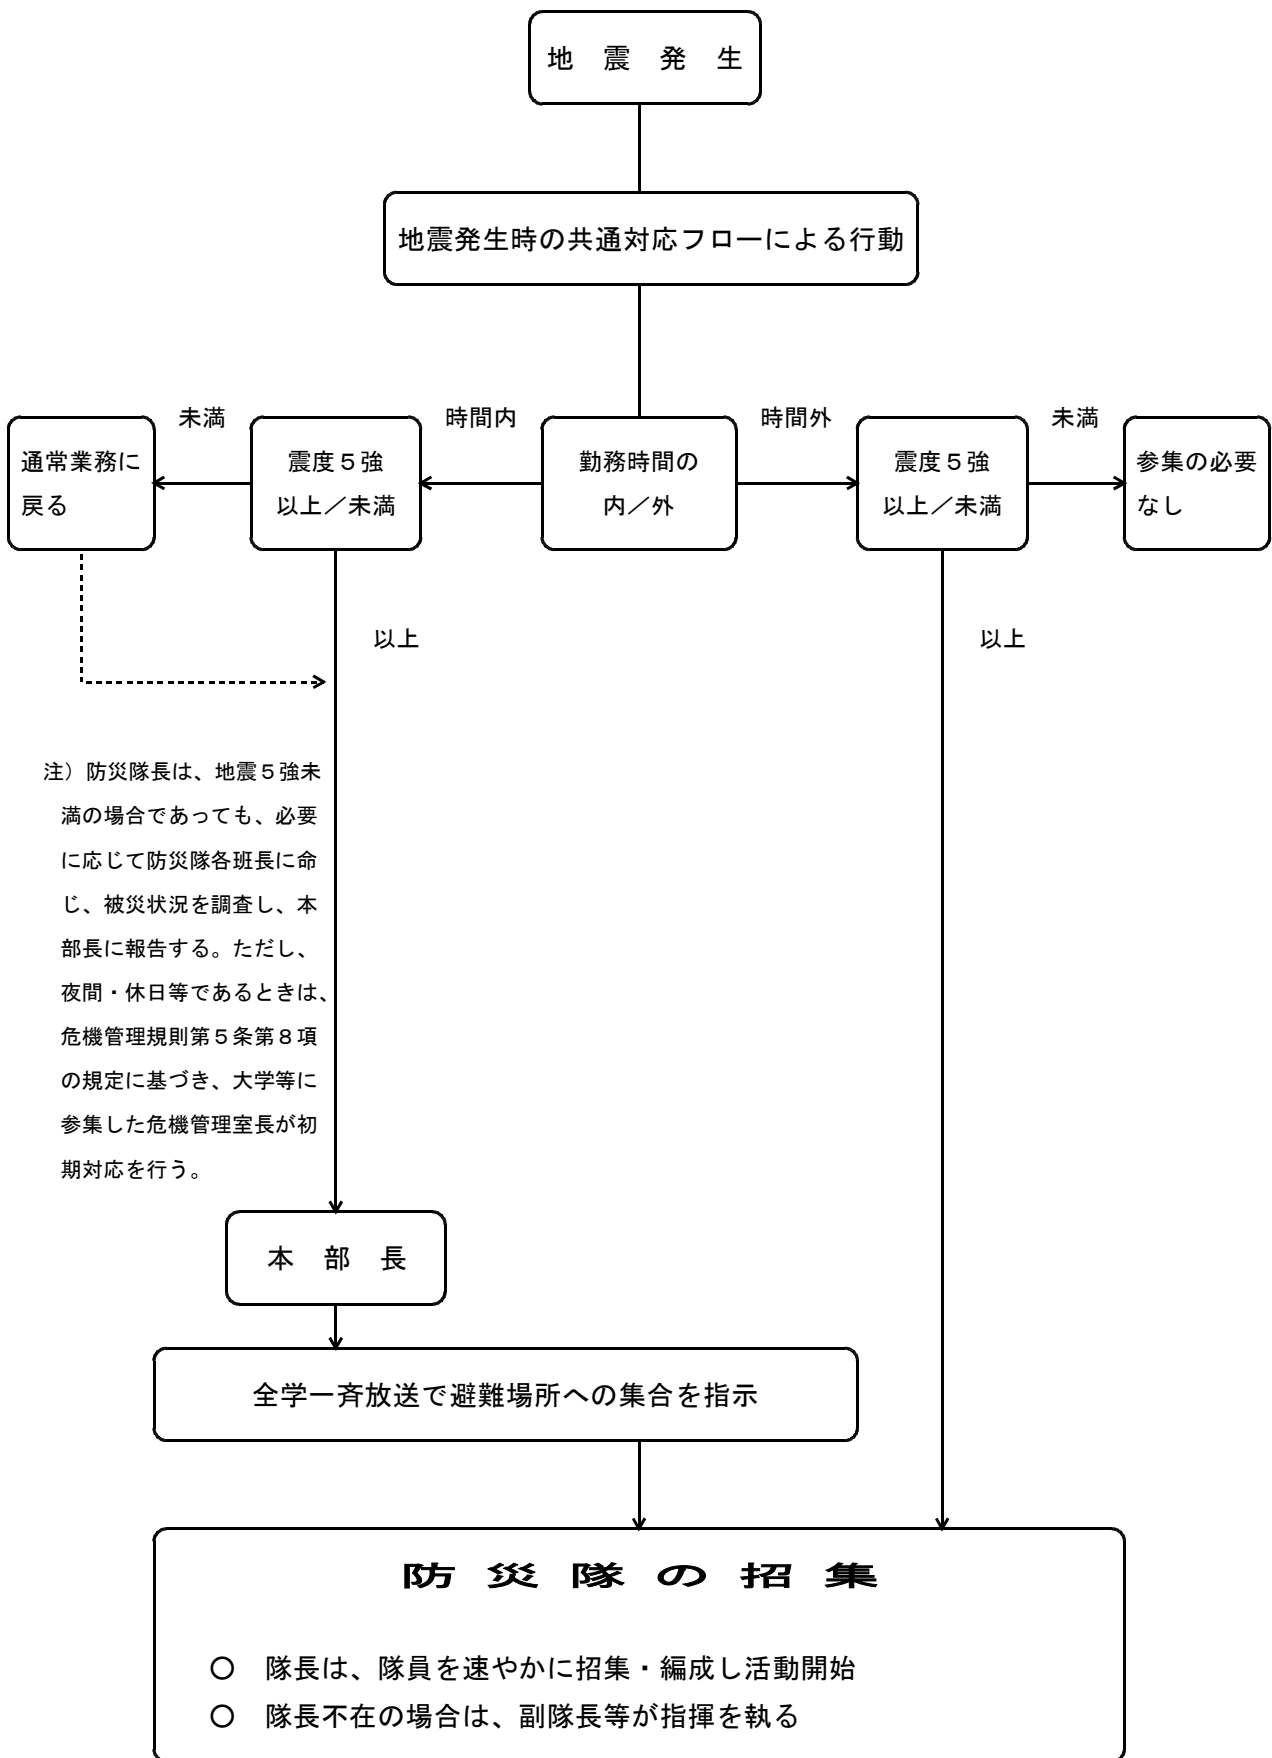 地　震　発　生
地震発生時の共通対応フローによる行動
未満
時間内
時間外
未満
通常業務に
戻る
震度５強
以上／未満
勤務時間の
内／外
震度５強
以上／未満
参集の必要
なし
以上
以上
注）防災隊長は、地震５強未
満の場合であっても、必要
に応じて防災隊各班長に命
じ、被災状況を調査し、本
部長に報告する。ただし、
夜間・休日等であるときは、
危機管理規則第５条第８項
の規定に基づき、大学等に
参集した危機管理室長が初
期対応を行う。
本　部　長
全学一斉放送で避難場所への集合を指示
防　災　隊　の　招　集
○　隊長は、隊員を速やかに招集・編成し活動開始
○　隊長不在の場合は、副隊長等が指揮を執る